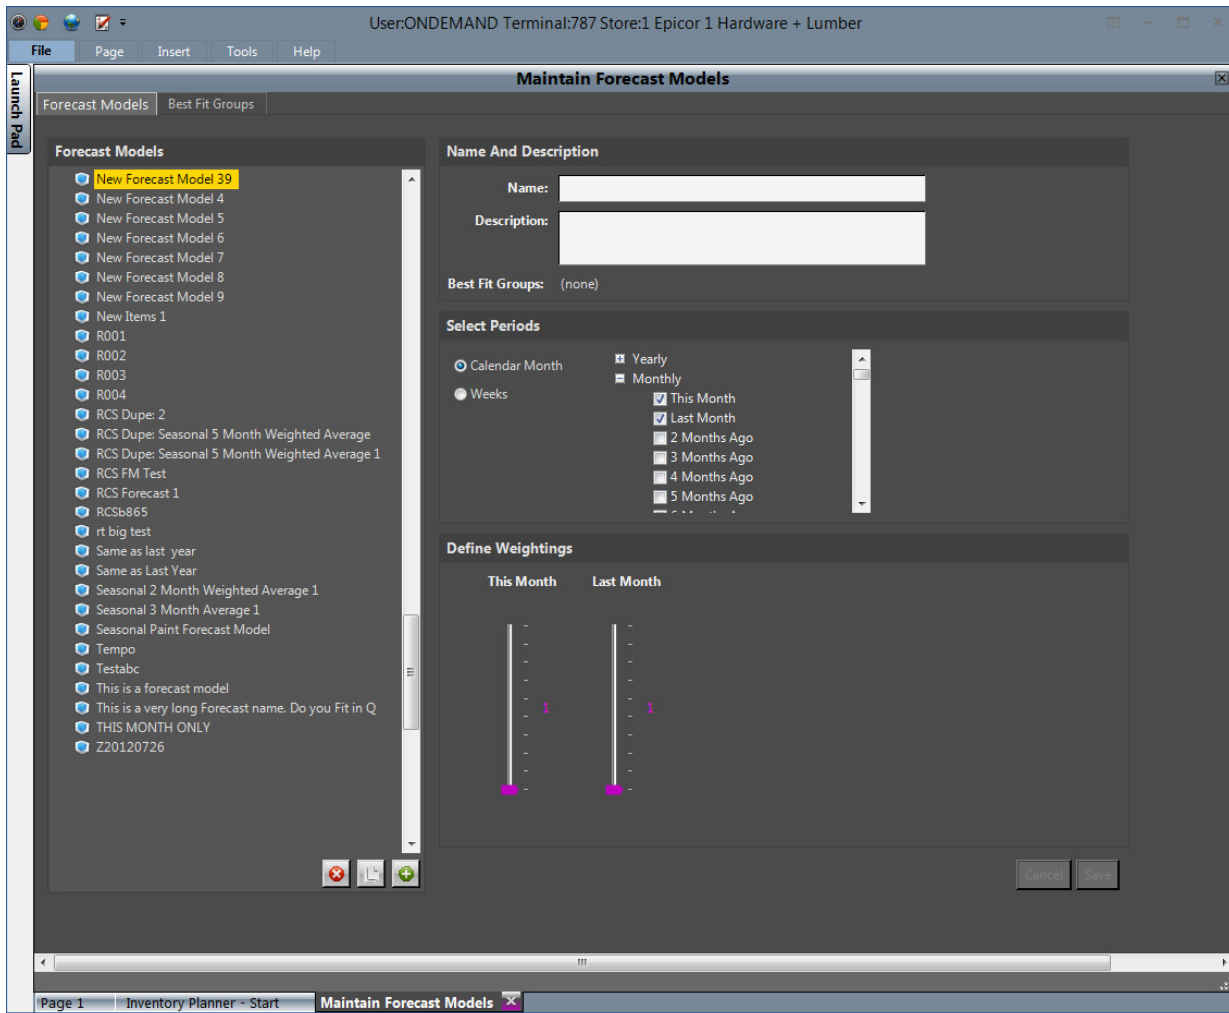 User:ONDEMAND Terminal:787 Store:1 Epicor 1 Hardware + Lumber
File Page Insert Tools Help
Launch Pad
Maintain Forecast Models
Forecast Models Best Fit Groups
Forecast Models
New Forecast Model 39
New Forecast Model 4
New Forecast Model 5
New Forecast Model 6
New Forecast Model 7
New Forecast Model 8
New Forecast Model 9
New Items 1
R001
R002
R003
R004
RCS Dupe: 2
RCS Dupe: Seasonal 5 Month Weighted Average
RCS Dupe: Seasonal 5 Month Weighted Average 1
RCS FM Test
RCS Forecast 1
RCSb865
rt big test
Same as last  year
Same as Last Year
Seasonal 2 Month Weighted Average 1
Seasonal 3 Month Average 1
Seasonal Paint Forecast Model
Tempo
Testabc
This is a forecast model
This is a very long Forecast name. Do you Fit in Q
THIS MONTH ONLY
Z20120726
Name And Description
Name:
Description:
Best Fit Groups: (none)
Select Periods
Calendar Month
Weeks
Yearly
Monthly
This Month
Last Month
2 Months Ago
3 Months Ago
4 Months Ago
5 Months Ago
Define Weightings
This Month Last Month
1 1
Cancel Save
Page 1 Inventory Planner - Start Maintain Forecast Models